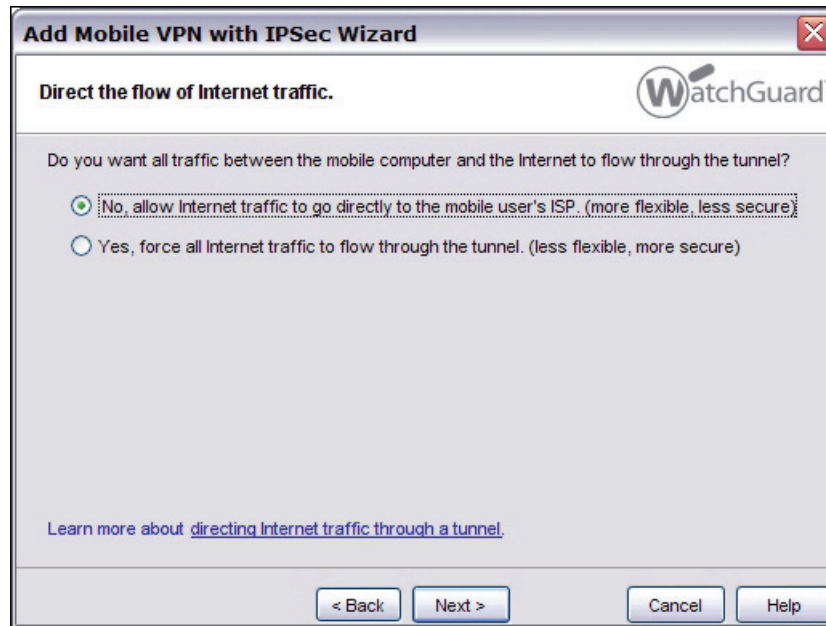 Add Mobile VPN with IPSec Wizard
Direct the flow of Internet traffic.
WatchGuard
Do you want all traffic between the mobile computer and the Internet to flow through the tunnel?
No, allow Internet traffic to go directly to the mobile user's ISP. (more flexible, less secure)
Yes, force all Internet traffic to flow through the tunnel. (less flexible, more secure)
Learn more about directing Internet traffic through a tunnel.
< Back Next > Cancel Help